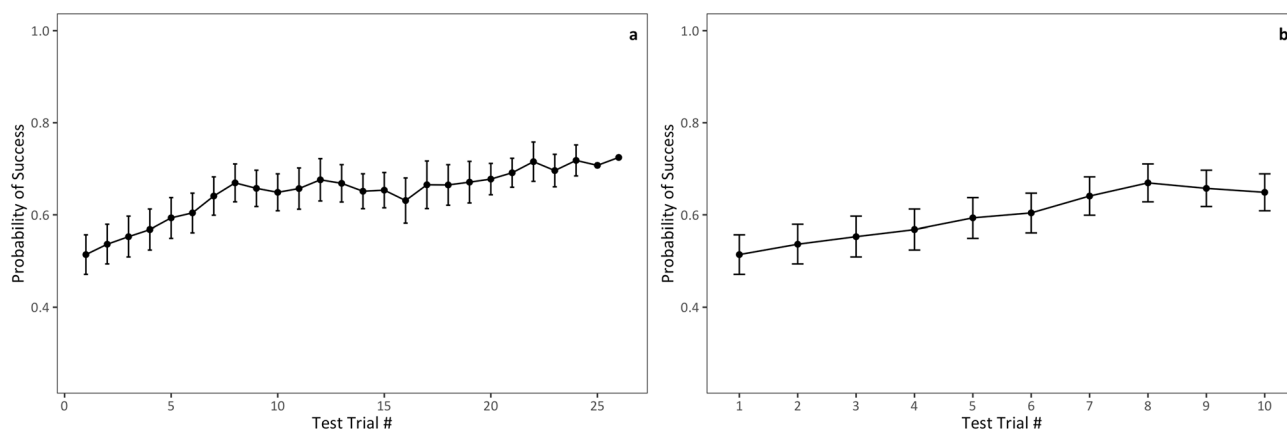 a
1.0
0.8
0.6
0.4
Probability of Success
0 5 10 15 20 25
Test Trial #
b
1.0
0.8
0.6
0.4
Probability of Success
1 2 3 4 5 6 7 8 9 10
Test Trial #